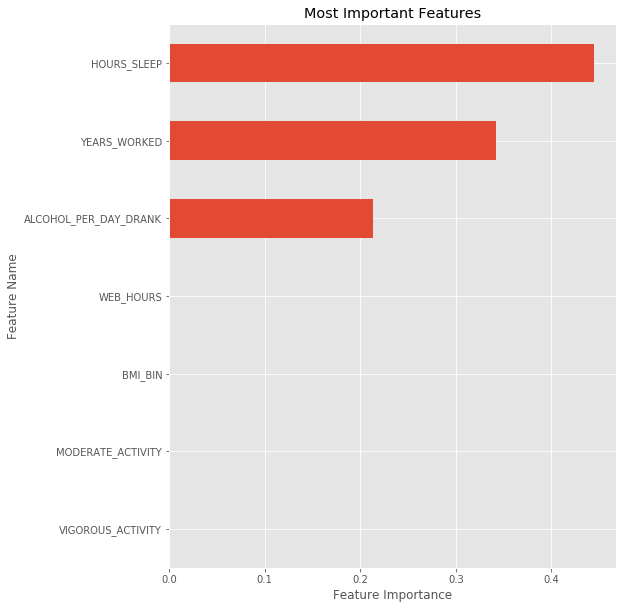 Most Important Features
HOURS_SLEEP
YEARS_WORKED
ALCOHOL_PER_DAY_DRANK
WEB_HOURS
BMI_BIN
MODERATE_ACTIVITY
VIGOROUS_ACTIVITY
Feature Name
0.0 0.1 0.2 0.3 0.4
Feature Importance